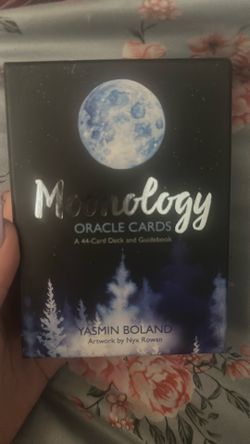 Moonology
ORACLE CARDS
A 44-Card Deck and Guidebook
YASMIN BOLAND
Artwork by Nyx Rowan